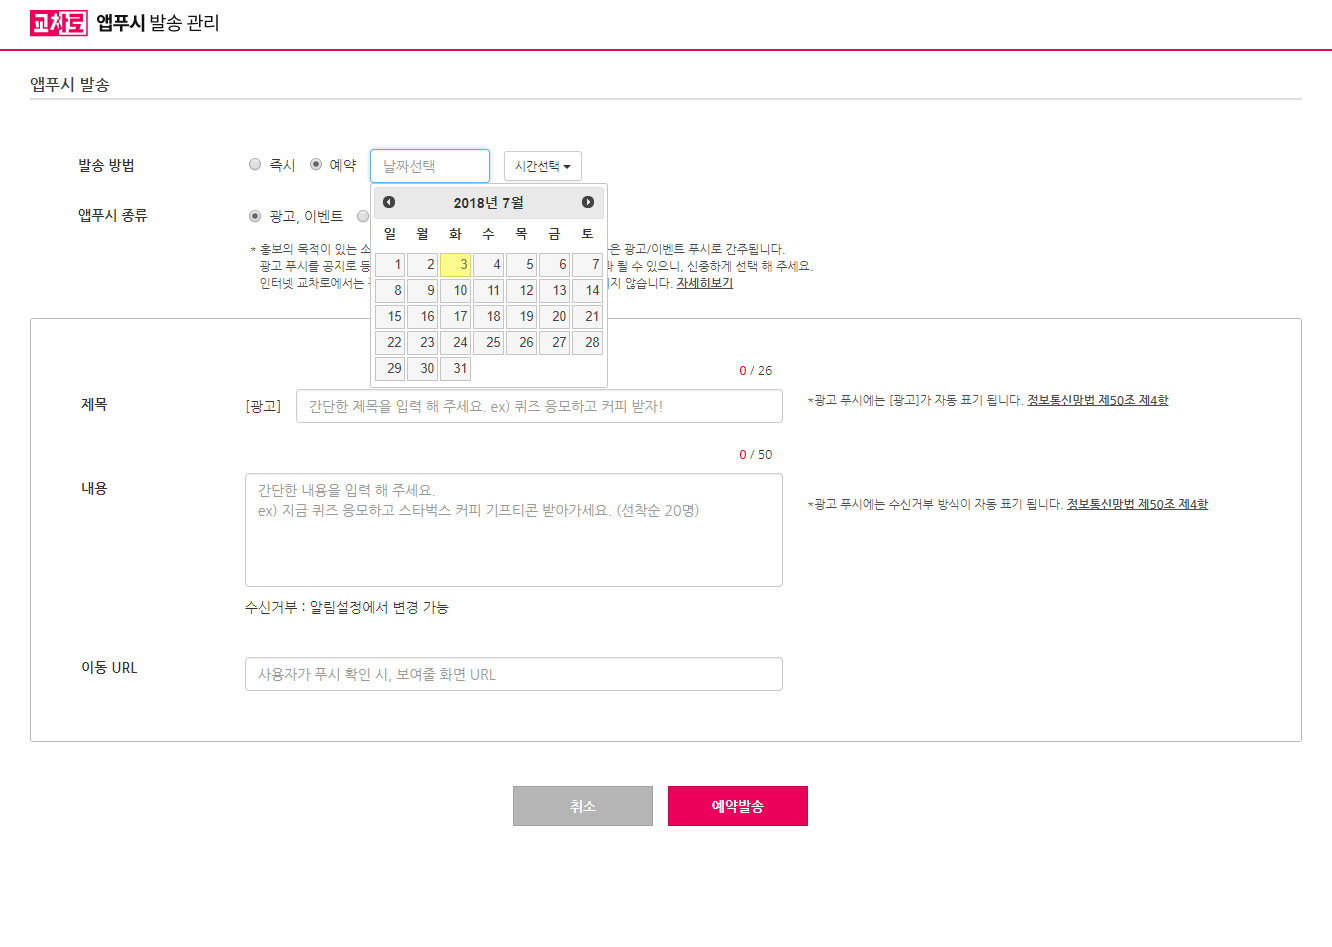 교차로 앱푸시 발송 관리
앱푸시 발송
발송 방법 즉시 예약 날짜선택 시간선택
앱푸시 종류 광고, 이벤트
2018년 7월
일 월 화 수 목 금 토
1 2 3 4 5 6 7
8 9 10 11 12 13 14
15 16 17 18 19 20 21
22 23 24 25 26 27 28
29 30 31
* 홍보의 목적이 있는 소 은 광고/이벤트 푸시로 간주됩니다.
광고 푸시를 공지로 등 될 수 있으니, 신중하게 선택 해 주세요.
인터넷 교차로에서는 지 않습니다. 자세히보기
0 / 26
제목 [광고] 간단한 제목을 입력 해 주세요. ex) 퀴즈 응모하고 커피 받자! *광고 푸시에는 [광고]가 자동 표기 됩니다. 정보통신망법 제50조 제4항
0 / 50
내용 간단한 내용을 입력 해 주세요.
ex) 지금 퀴즈 응모하고 스타벅스 커피 기프티콘 받아가세요. (선착순 20명) *광고 푸시에는 수신거부 방식이 자동 표기 됩니다. 정보통신망법 제50조 제4항
수신거부 : 알림설정에서 변경 가능
이동 URL 사용자가 푸시 확인 시, 보여줄 화면 URL
취소 예약발송